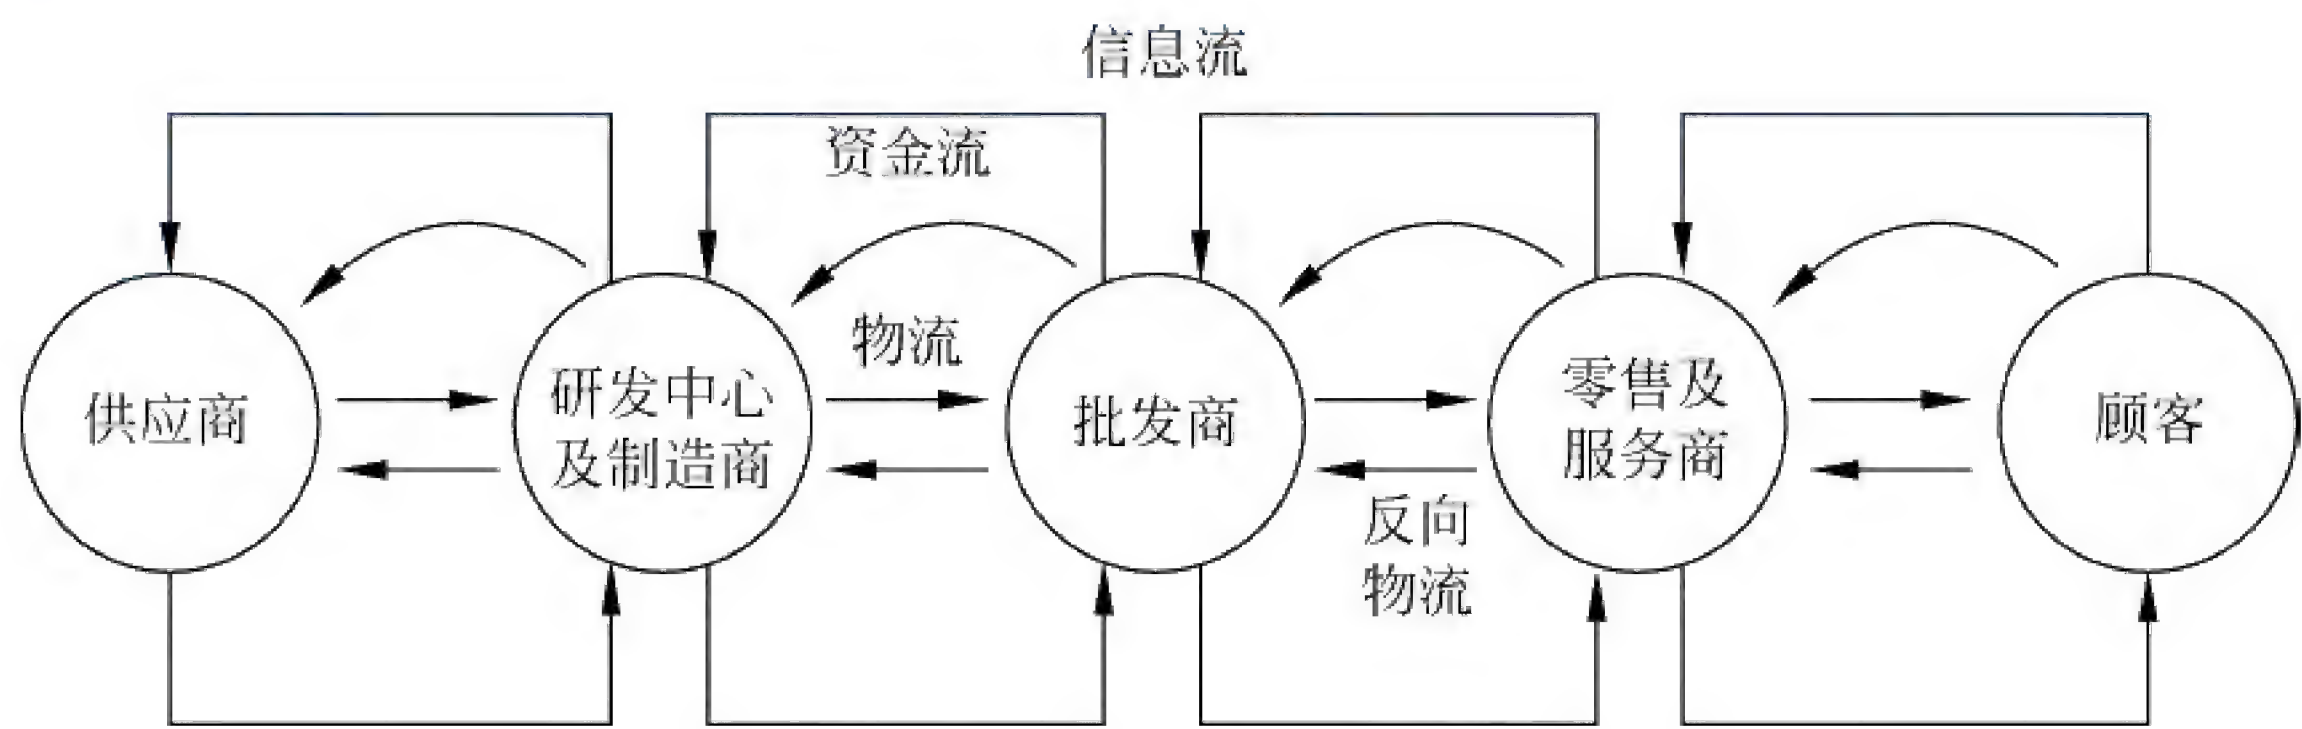 信息流
资金流
物流
供应商
研发中心
及制造商
批发商
零售及
服务商
顾客
反向
物流